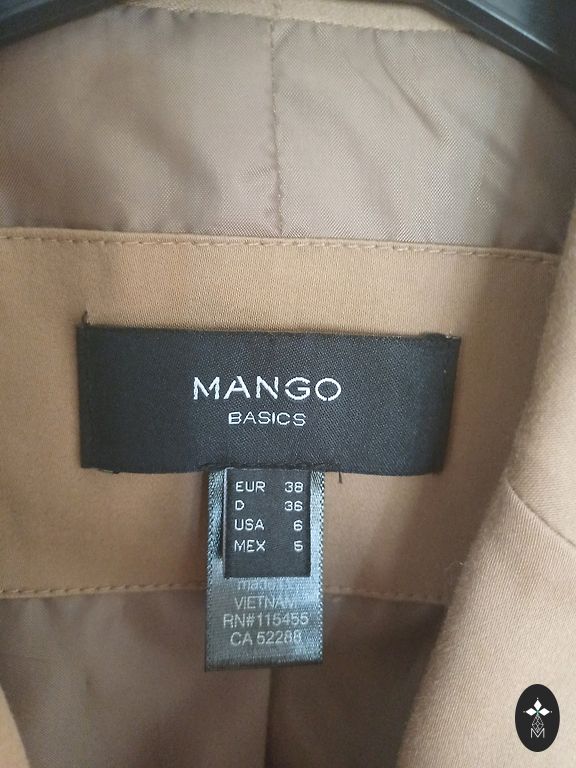 MANGO
BASICS
EUR 38
D 36
USA 6
MEX 5
VIETNAM
RN#115455
CA 52288